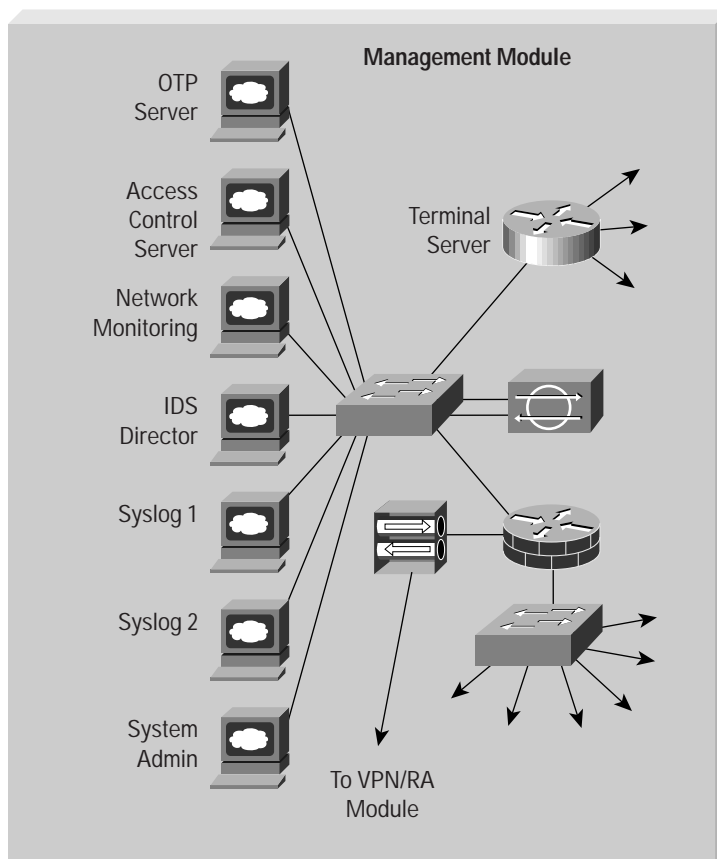 Management Module
OTP
Server
Access
Control
Server
Terminal
Server
Network
Monitoring
IDS
Director
Syslog 1
Syslog 2
System
Admin
To VPN/RA
Module